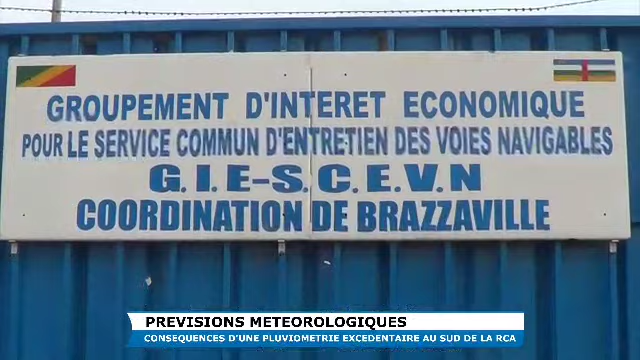 GROUPEMENT D'INTERET ECONOMIQUE
POUR LE SERVICE COMMUN D'ENTRETIEN DES VOIES NAVIGABLES
G.I.E-S.C.E.V.N
COORDINATION DE BRAZZAVILLE
PREVISIONS METEOROLOGIQUES
CONSEQUENCES D'UNE PLUVIOMETRIE EXCEDENTAIRE AU SUD DE LA RCA